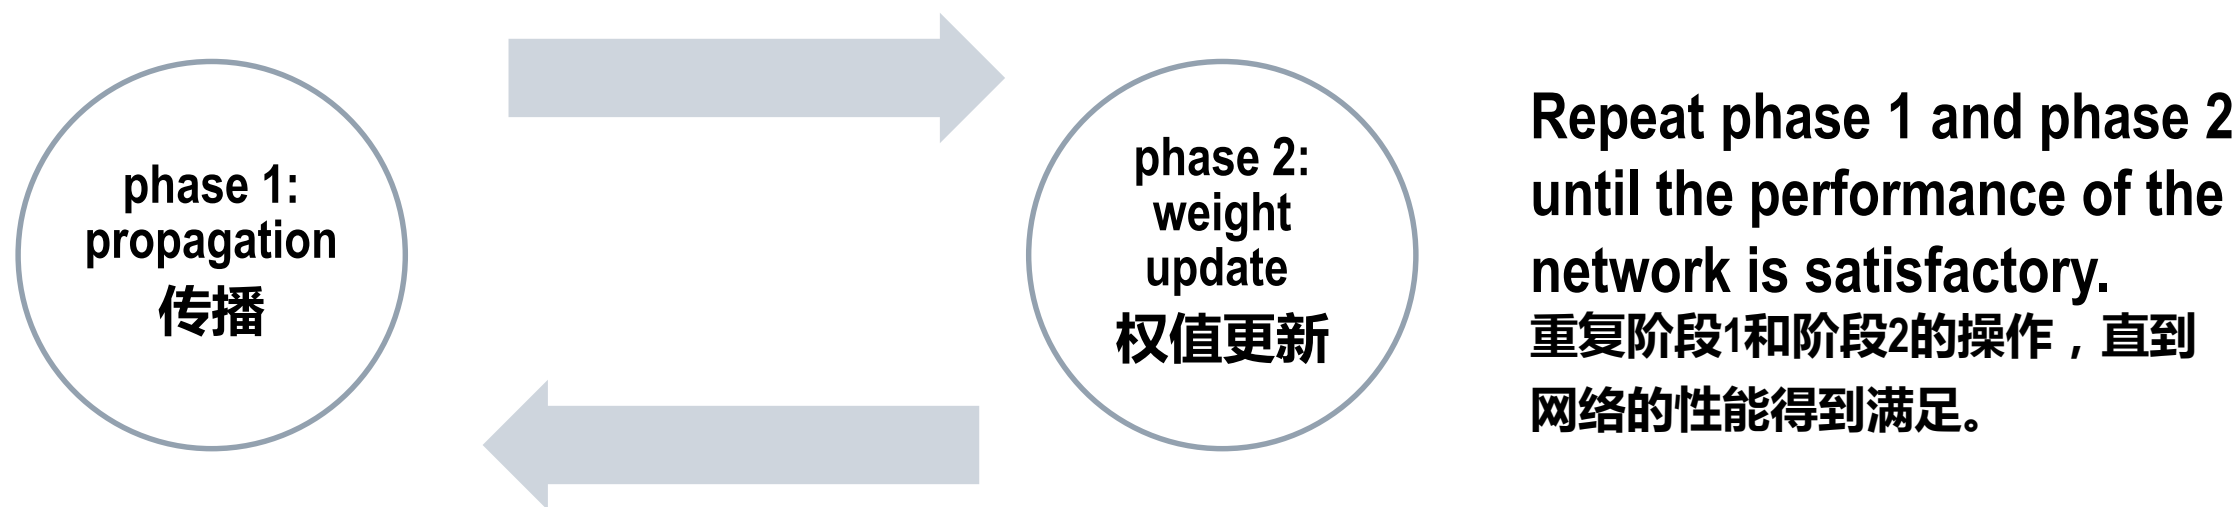 phase 1:
propagation
传播
phase 2:
weight
update
权值更新
Repeat phase 1 and phase 2
until the performance of the
network is satisfactory.
重复阶段1和阶段2的操作，直到
网络的性能得到满足。